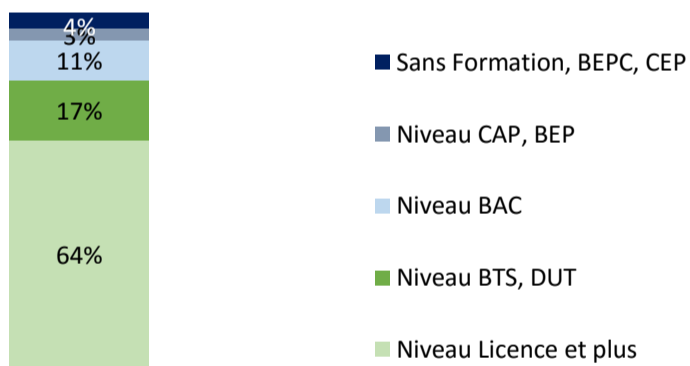 4%
3%
11%
17%
64%
Sans Formation, BEPC, CEP
Niveau CAP, BEP
Niveau BAC
Niveau BTS, DUT
Niveau Licence et plus